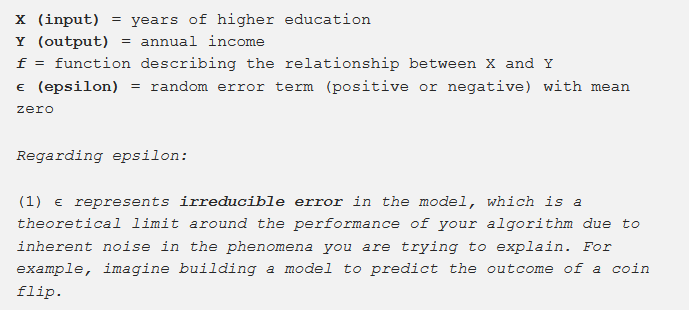 X (input) = years of higher education
Y (output) = annual income
f = function describing the relationship between X and Y
ϵ (epsilon) = random error term (positive or negative) with mean
zero
Regarding epsilon:
(1) ϵ represents irreducible error in the model, which is a
theoretical limit around the performance of your algorithm due to
inherent noise in the phenomena you are trying to explain. For
example, imagine building a model to predict the outcome of a coin
flip.